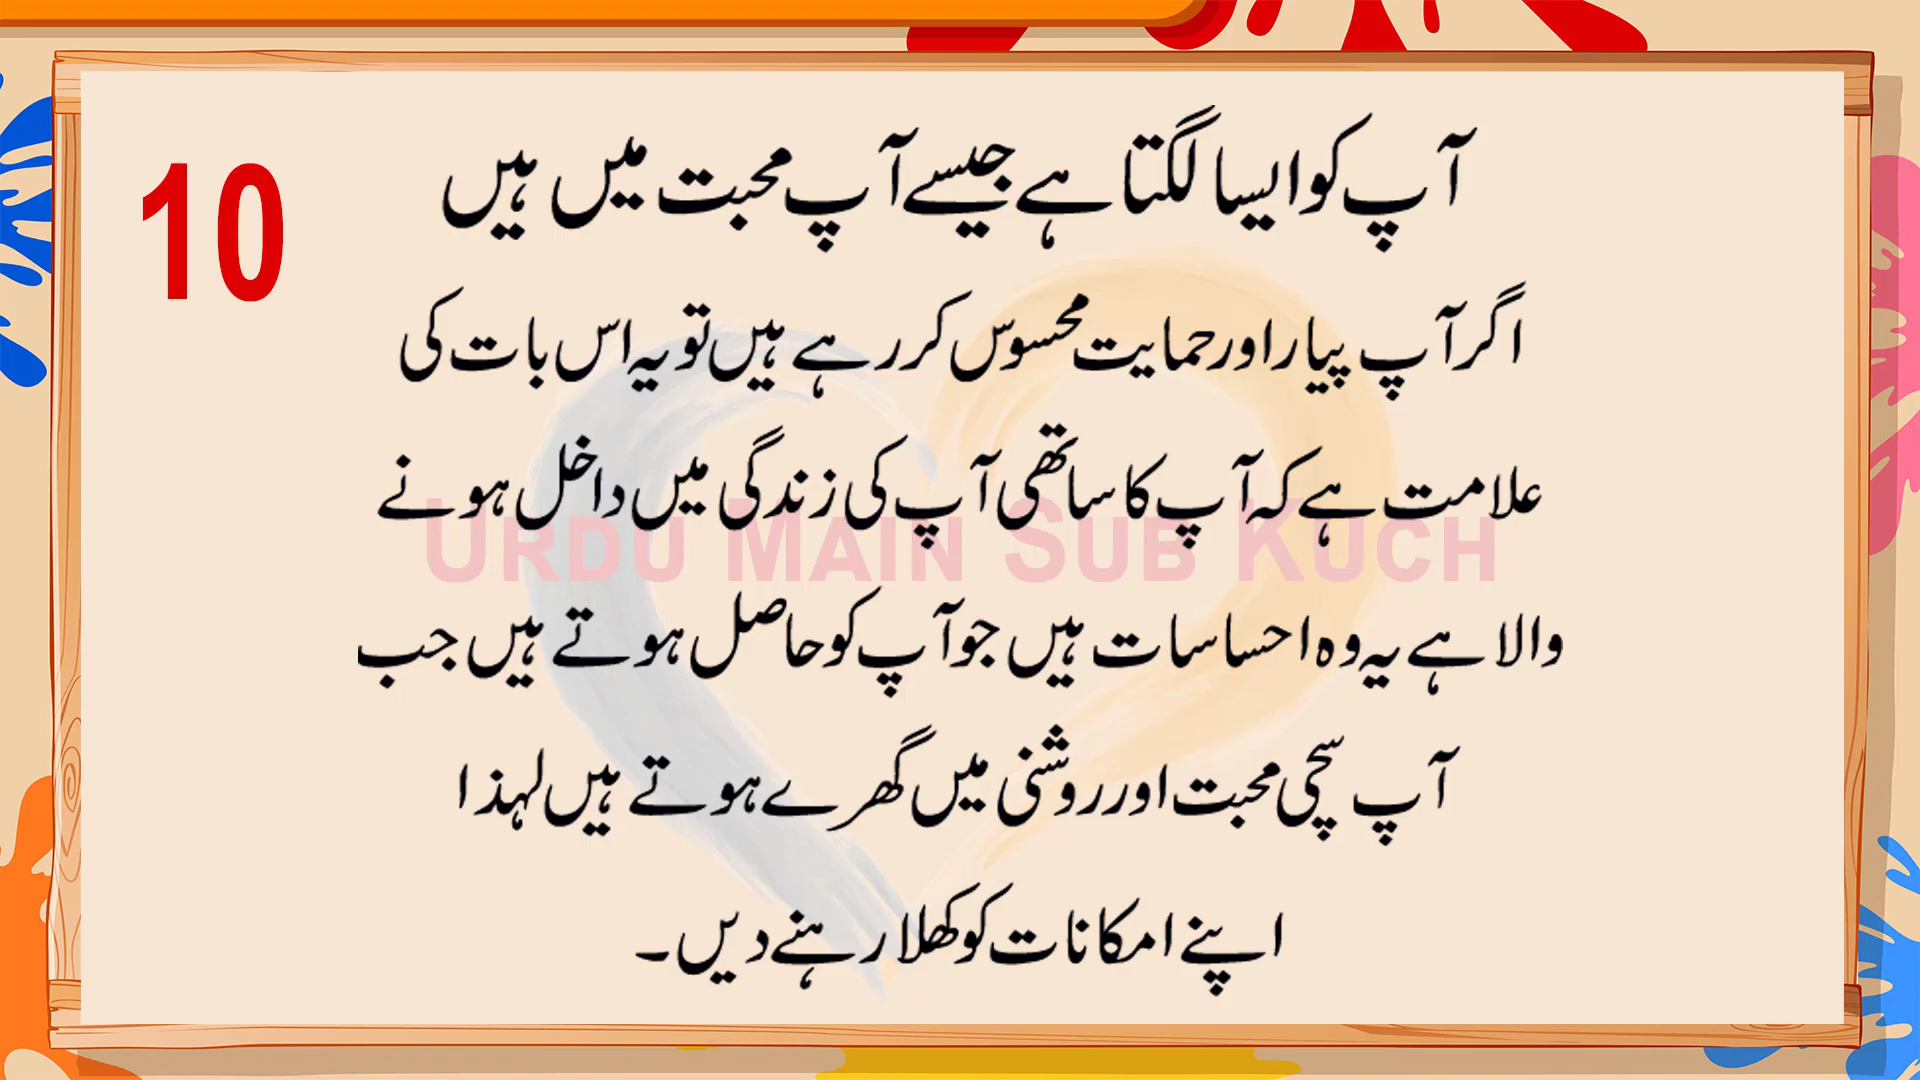 10
آپ کو ایسا لگتا ہے جیسے آپ محبت میں ہیں
اگر آپ پیار اور حمایت محسوس کر رہے ہیں تو یہ اس بات کی
علامت ہے کہ آپ کا ساتھی آپ کی زندگی میں داخل ہونے
URDU MAIN SUB KUCH
والا ہے یہ وہ احساسات ہیں جو آپ کو حاصل ہوتے ہیں جب
آپ سچی محبت اور روشنی میں گھرے ہوتے ہیں لہذا
اپنے امکانات کو کھلا رہنے دیں۔